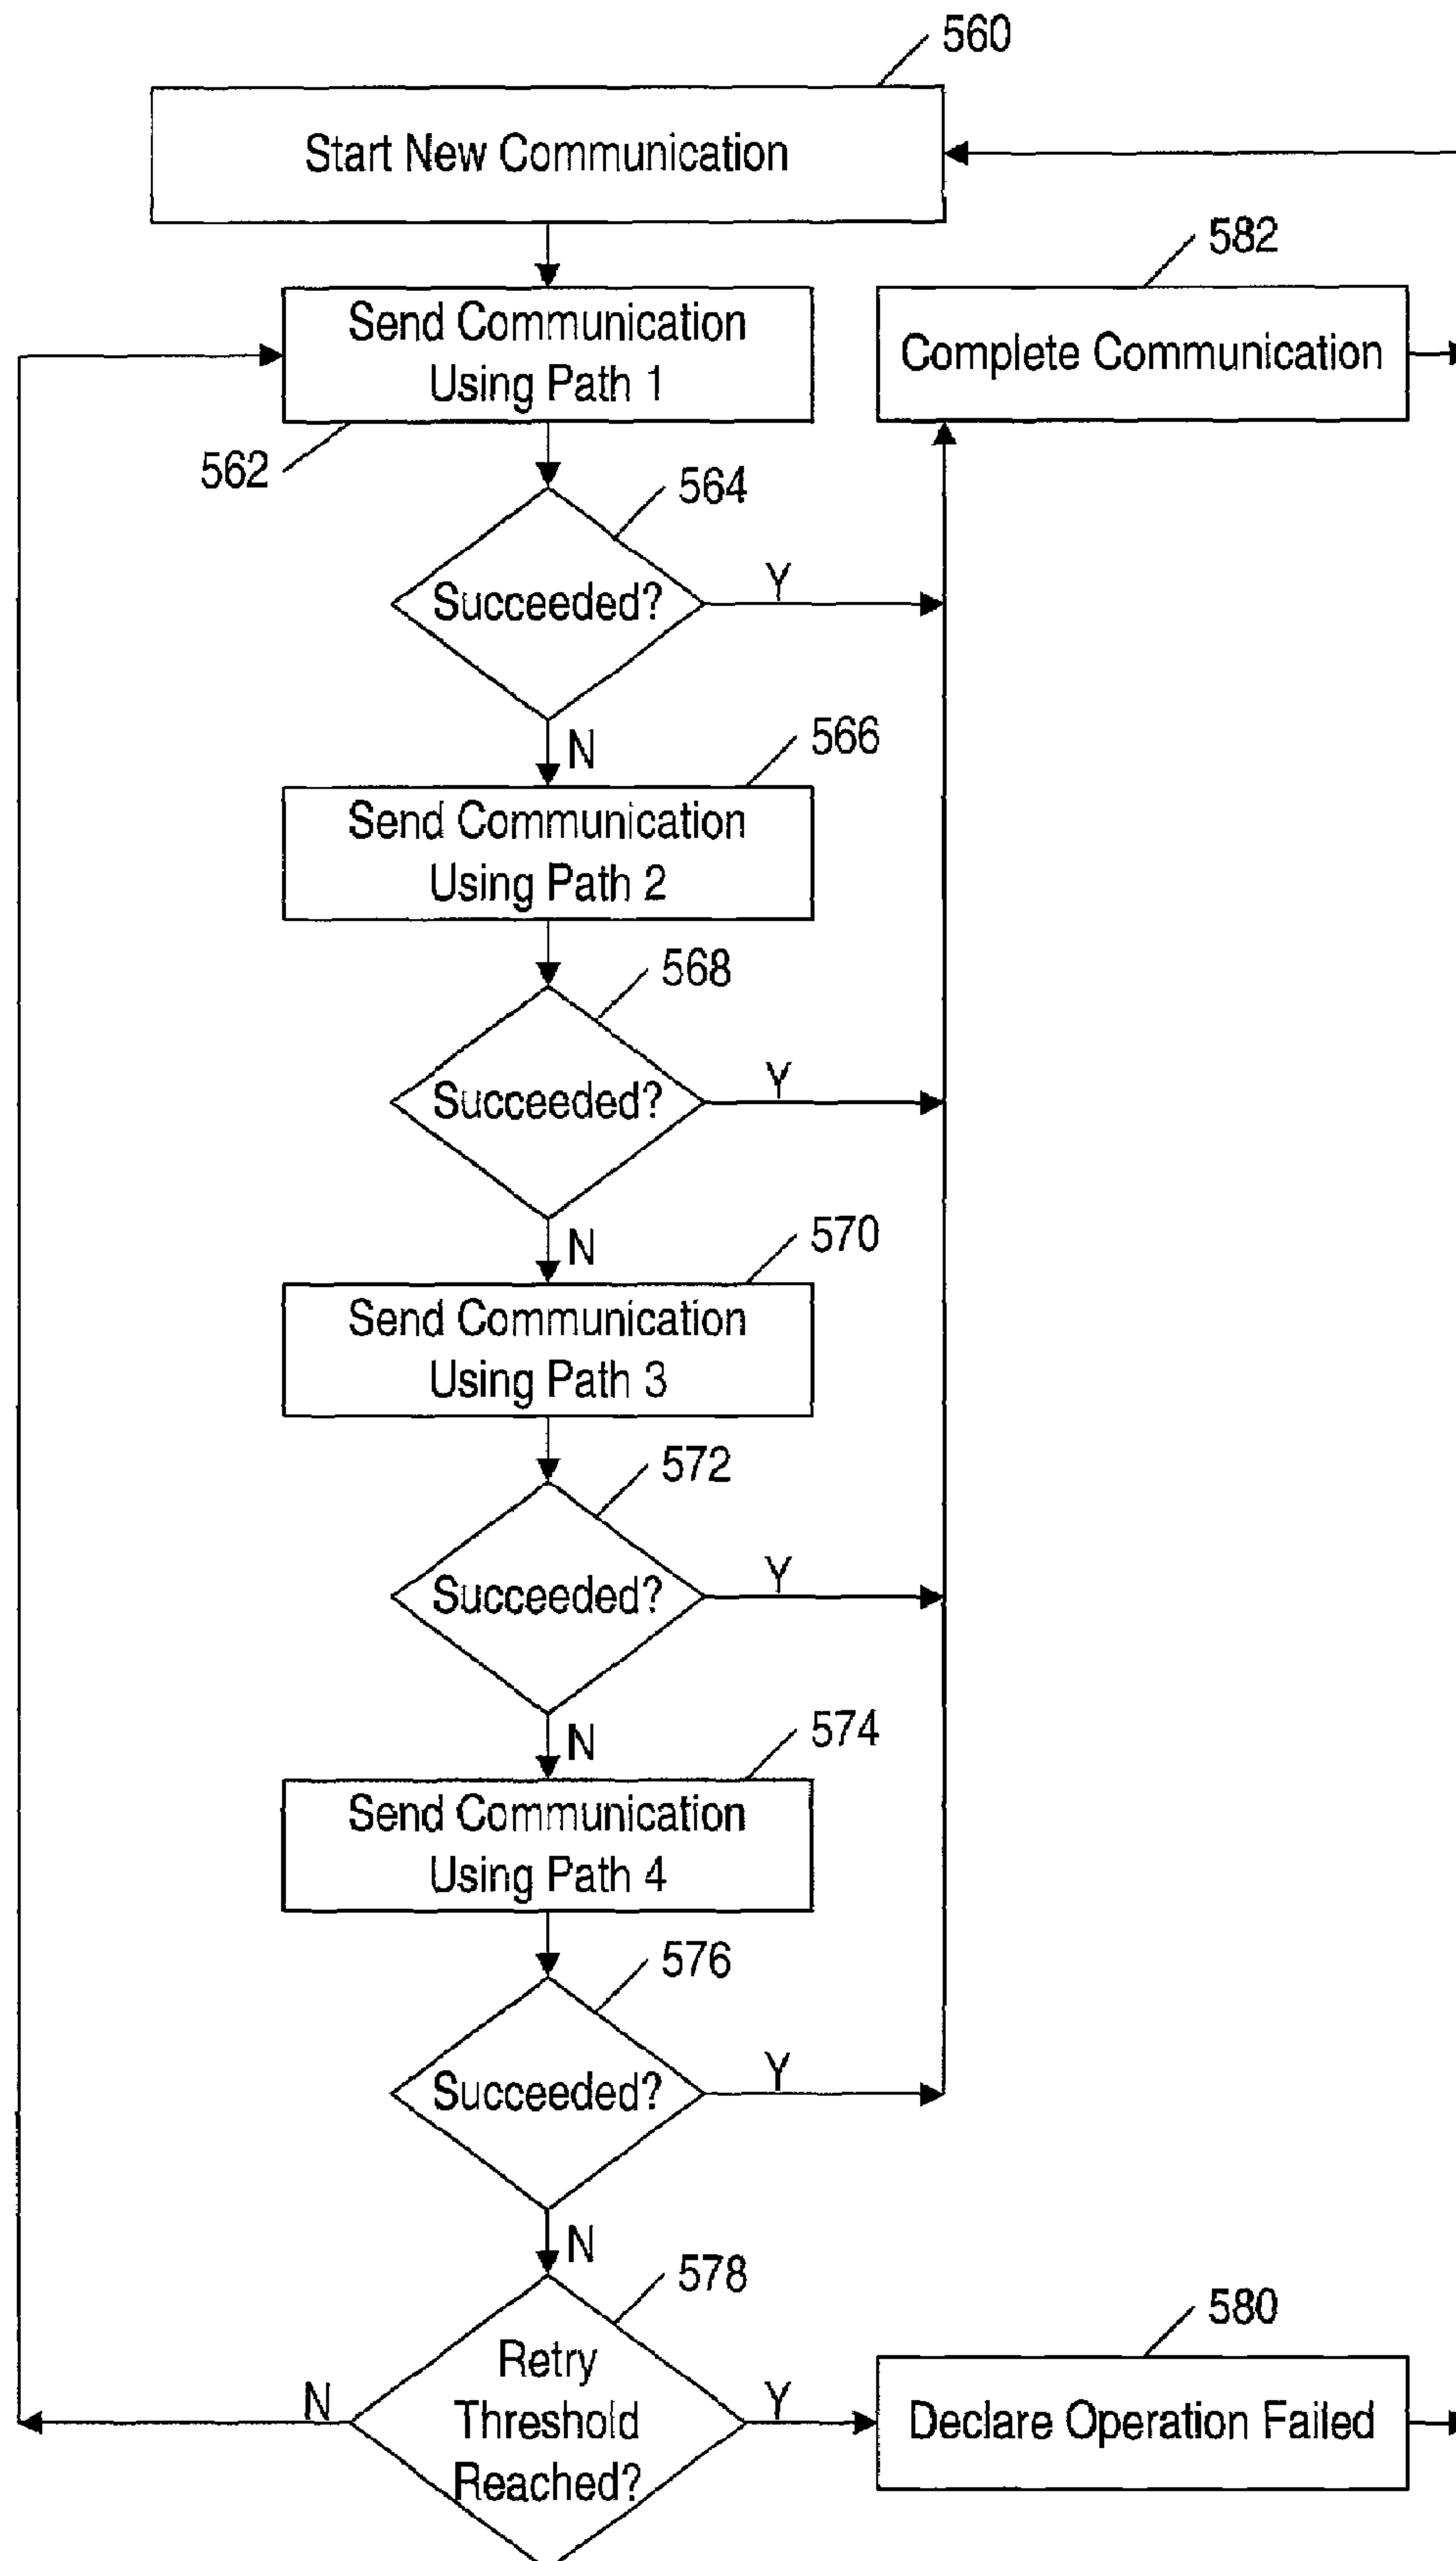 560
Start New Communication
582
Send Communication
Using Path 1
Complete Communication
562
564
Succeeded?
Y
N
566
Send Communication
Using Path 2
568
Succeeded?
Y
N
570
Send Communication
Using Path 3
572
Succeeded?
Y
N
574
Send Communication
Using Path 4
576
Succeeded?
Y
N
578
580
Retry
Threshold
Reached?
N
Y
Declare Operation Failed